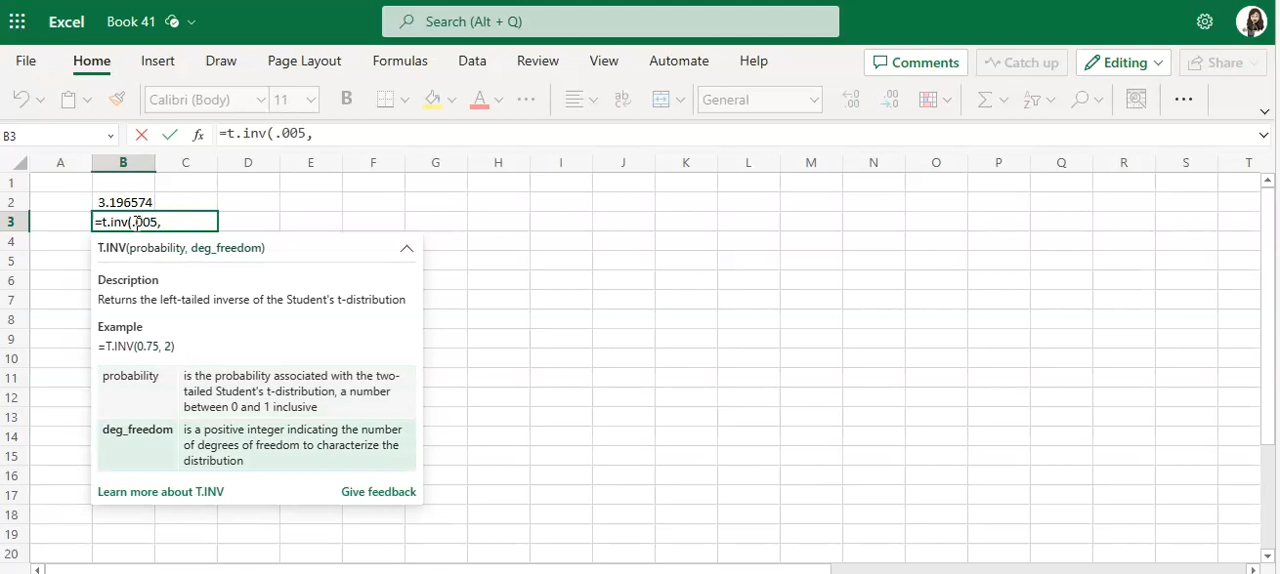 Excel Book 41 Search (Alt + Q)
File Home Insert Draw Page Layout Formulas Data Review View Automate Help Comments Catch up Editing Share
Calibri (Body) 11 B A General
B3 fx =t.inv(.005,
A B C D E F G H I J K L M N O P Q R S T
1
2 3.196574
3 =t.inv(.005,
4 T.INV(probability, deg_freedom)
5
6 Description
7 Returns the left-tailed inverse of the Student's t-distribution
8 Example
9 =T.INV(0.75, 2)
10
11 probability is the probability associated with the two-
tailed Student's t-distribution, a number
12 between 0 and 1 inclusive
13
14 deg_freedom is a positive integer indicating the number
of degrees of freedom to characterize the
15 distribution
16
17 Learn more about T.INV Give feedback
18
19
20